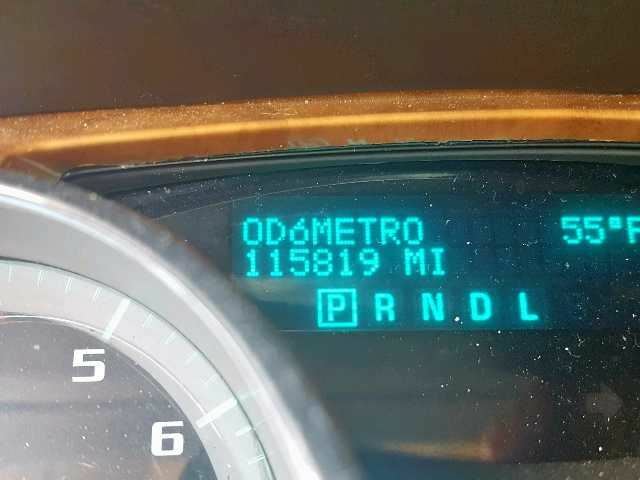 ODóMETRO 55°F
115819 MI
P R N D L
5
6